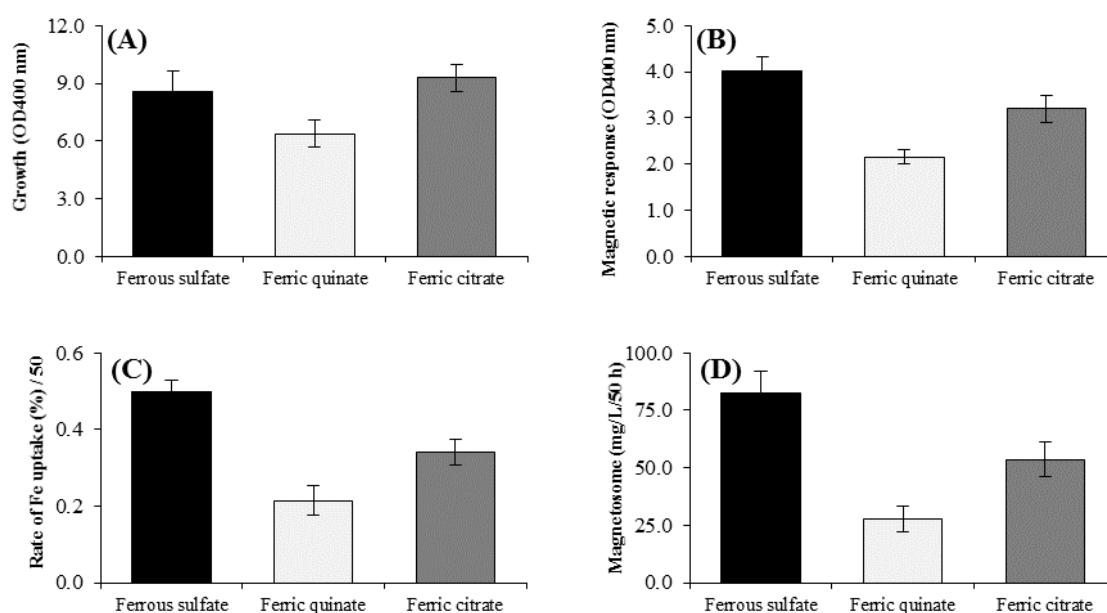 (A)
Growth (OD400 nm)
12.0
9.0
6.0
3.0
0.0
Ferrous sulfate Ferric quinate Ferric citrate
(B)
Magnetic response (OD400 nm)
5.0
4.0
3.0
2.0
1.0
0.0
Ferrous sulfate Ferric quinate Ferric citrate
(C)
Rate of Fe uptake (%) / 50
0.6
0.4
0.2
0.0
Ferrous sulfate Ferric quinate Ferric citrate
(D)
Magnetosome (mg/L/50 h)
100.0
75.0
50.0
25.0
0.0
Ferrous sulfate Ferric quinate Ferric citrate